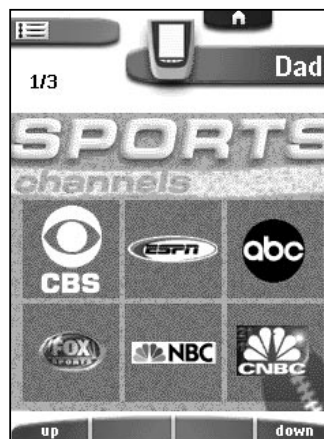 Dad
1/3
SPORTS
channels
CBS
ESPN
abc
FOX
SPORTS
NBC
CNBC
up
down